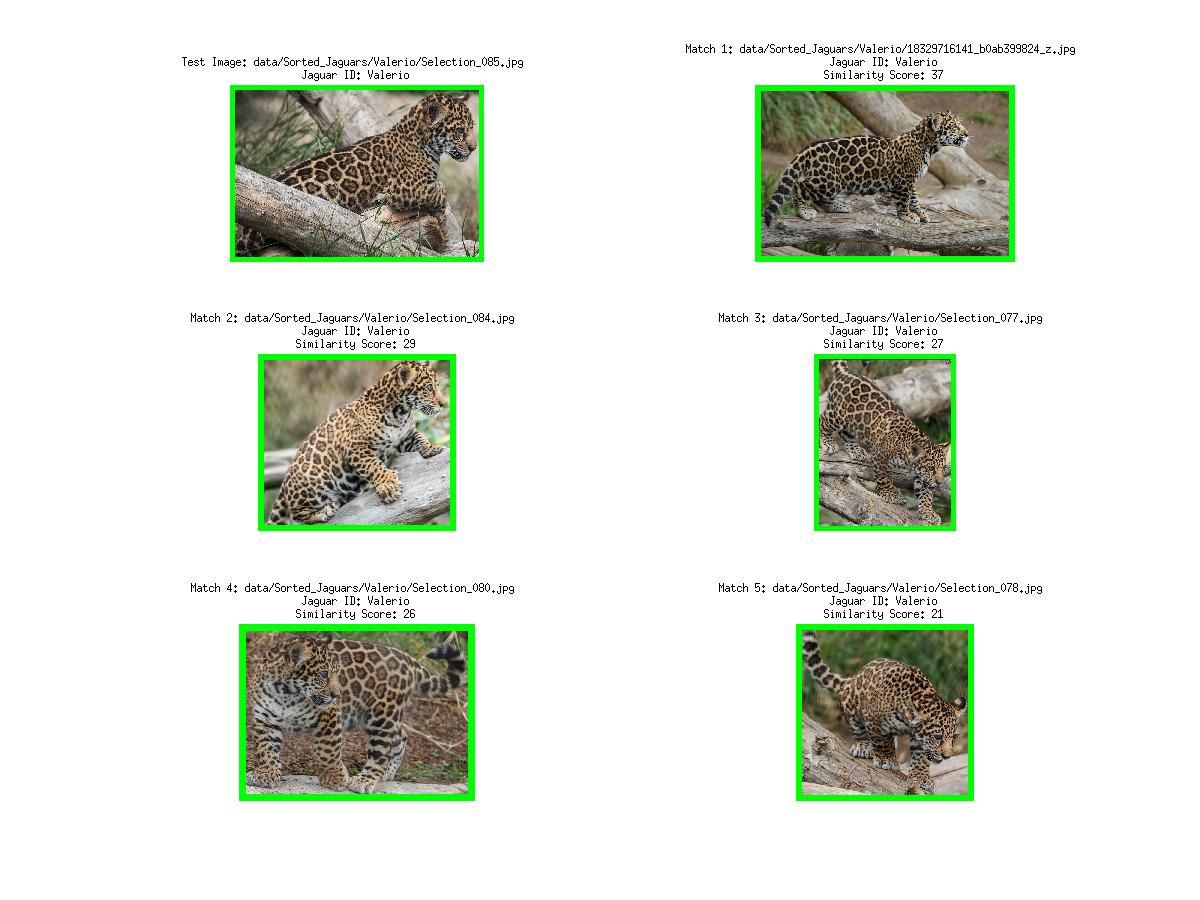 Test Image: data/Sorted_Jaguars/Valerio/Selection_085.jpg
Jaguar ID: Valerio
Match 1: data/Sorted_Jaguars/Valerio/18329716141_b0ab399824_z.jpg
Jaguar ID: Valerio
Similarity Score: 37
Match 2: data/Sorted_Jaguars/Valerio/Selection_084.jpg
Jaguar ID: Valerio
Similarity Score: 29
Match 3: data/Sorted_Jaguars/Valerio/Selection_077.jpg
Jaguar ID: Valerio
Similarity Score: 27
Match 4: data/Sorted_Jaguars/Valerio/Selection_080.jpg
Jaguar ID: Valerio
Similarity Score: 26
Match 5: data/Sorted_Jaguars/Valerio/Selection_078.jpg
Jaguar ID: Valerio
Similarity Score: 21